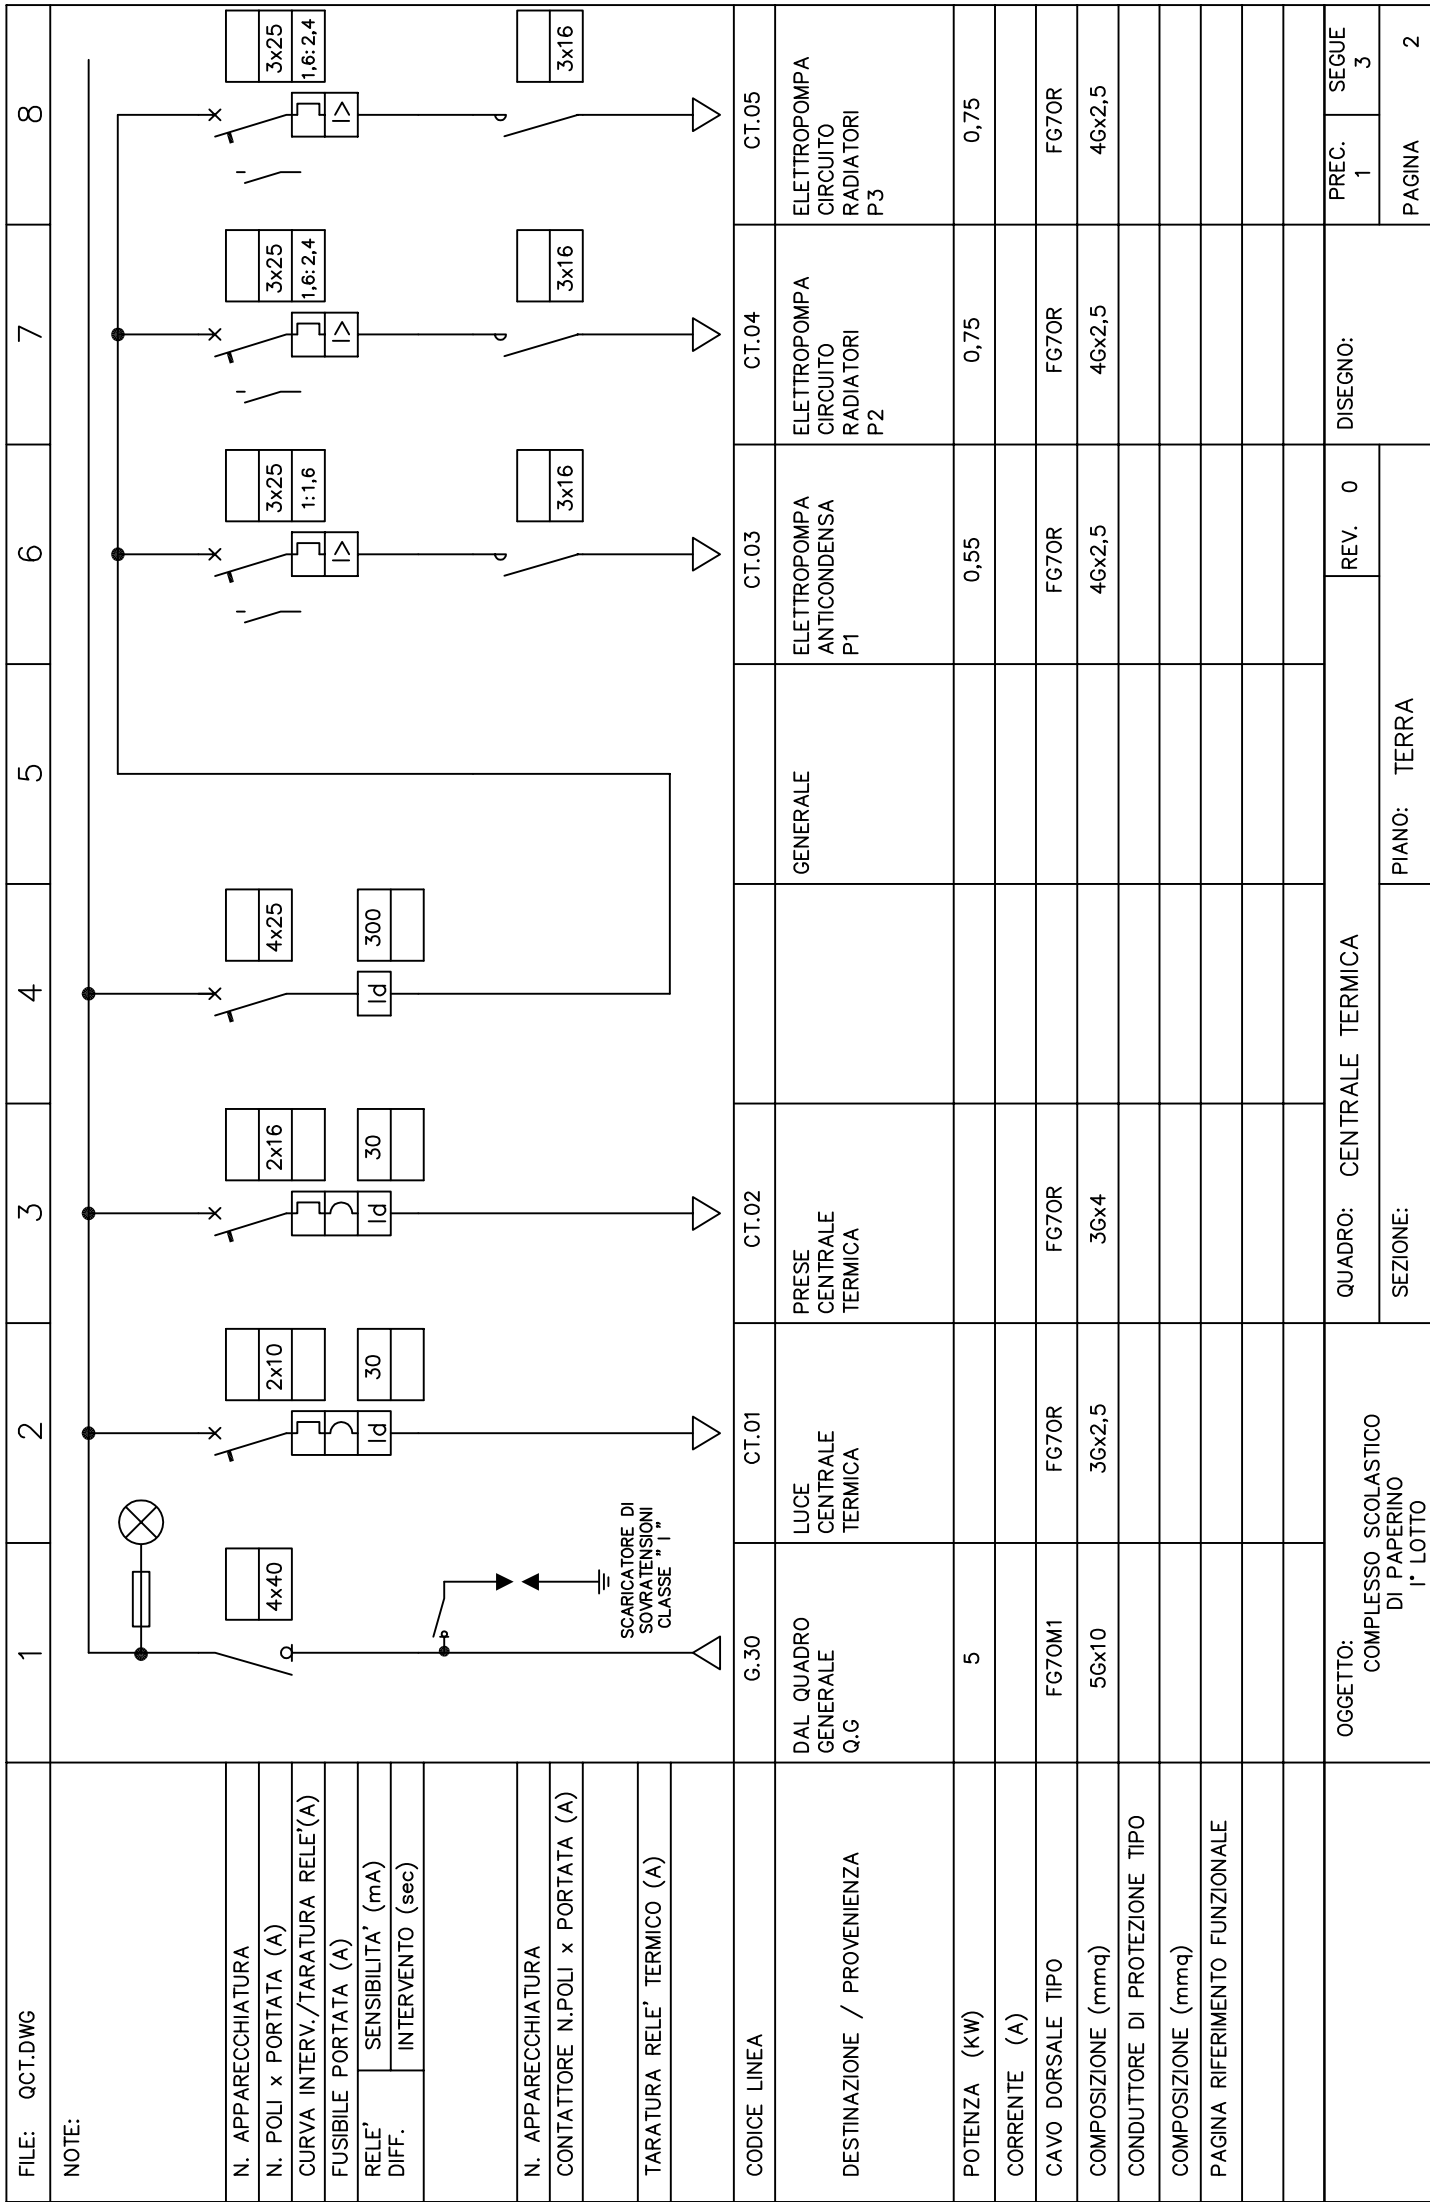 FILE: QCT.DWG
1 2 3 4 5 6 7 8
NOTE:
N. APPARECCHIATURA
N. POLI x PORTATA (A) 4x40 2x10 2x16 4x25 3x25 3x25 3x25
CURVA INTERV./TARATURA RELE'(A) 1:1,6 1,6:2,4 1,6:2,4
FUSIBILE PORTATA (A)
I> I> I>
RELE'
DIFF.
SENSIBILITA' (mA) Id 30 Id 30 Id 300
INTERVENTO (sec)
N. APPARECCHIATURA
CONTATTORE N.POLI x PORTATA (A) 3x16 3x16 3x16
SCARICATORE DI
SOVRATENSIONI
CLASSE " I "
TARATURA RELE' TERMICO (A)
CODICE LINEA G.30 CT.01 CT.02 CT.03 CT.04 CT.05
DESTINAZIONE / PROVENIENZA
DAL QUADRO
GENERALE
Q.G
LUCE
CENTRALE
TERMICA
PRESE
CENTRALE
TERMICA
GENERALE
ELETTROPOMPA
ANTICONDENSA
P1
ELETTROPOMPA
CIRCUITO
RADIATORI
P2
ELETTROPOMPA
CIRCUITO
RADIATORI
P3
POTENZA (KW) 5 0,55 0,75 0,75
CORRENTE (A)
CAVO DORSALE TIPO FG7OM1 FG7OR FG7OR FG7OR FG7OR FG7OR
COMPOSIZIONE (mmq) 5Gx10 3Gx2,5 3Gx4 4Gx2,5 4Gx2,5 4Gx2,5
CONDUTTORE DI PROTEZIONE TIPO
COMPOSIZIONE (mmq)
PAGINA RIFERIMENTO FUNZIONALE
OGGETTO:
COMPLESSO SCOLASTICO
DI PAPERINO
I° LOTTO
QUADRO: CENTRALE TERMICA
REV. 0
SEZIONE:
PIANO: TERRA
DISEGNO:
PREC.
1
SEGUE
3
PAGINA 2